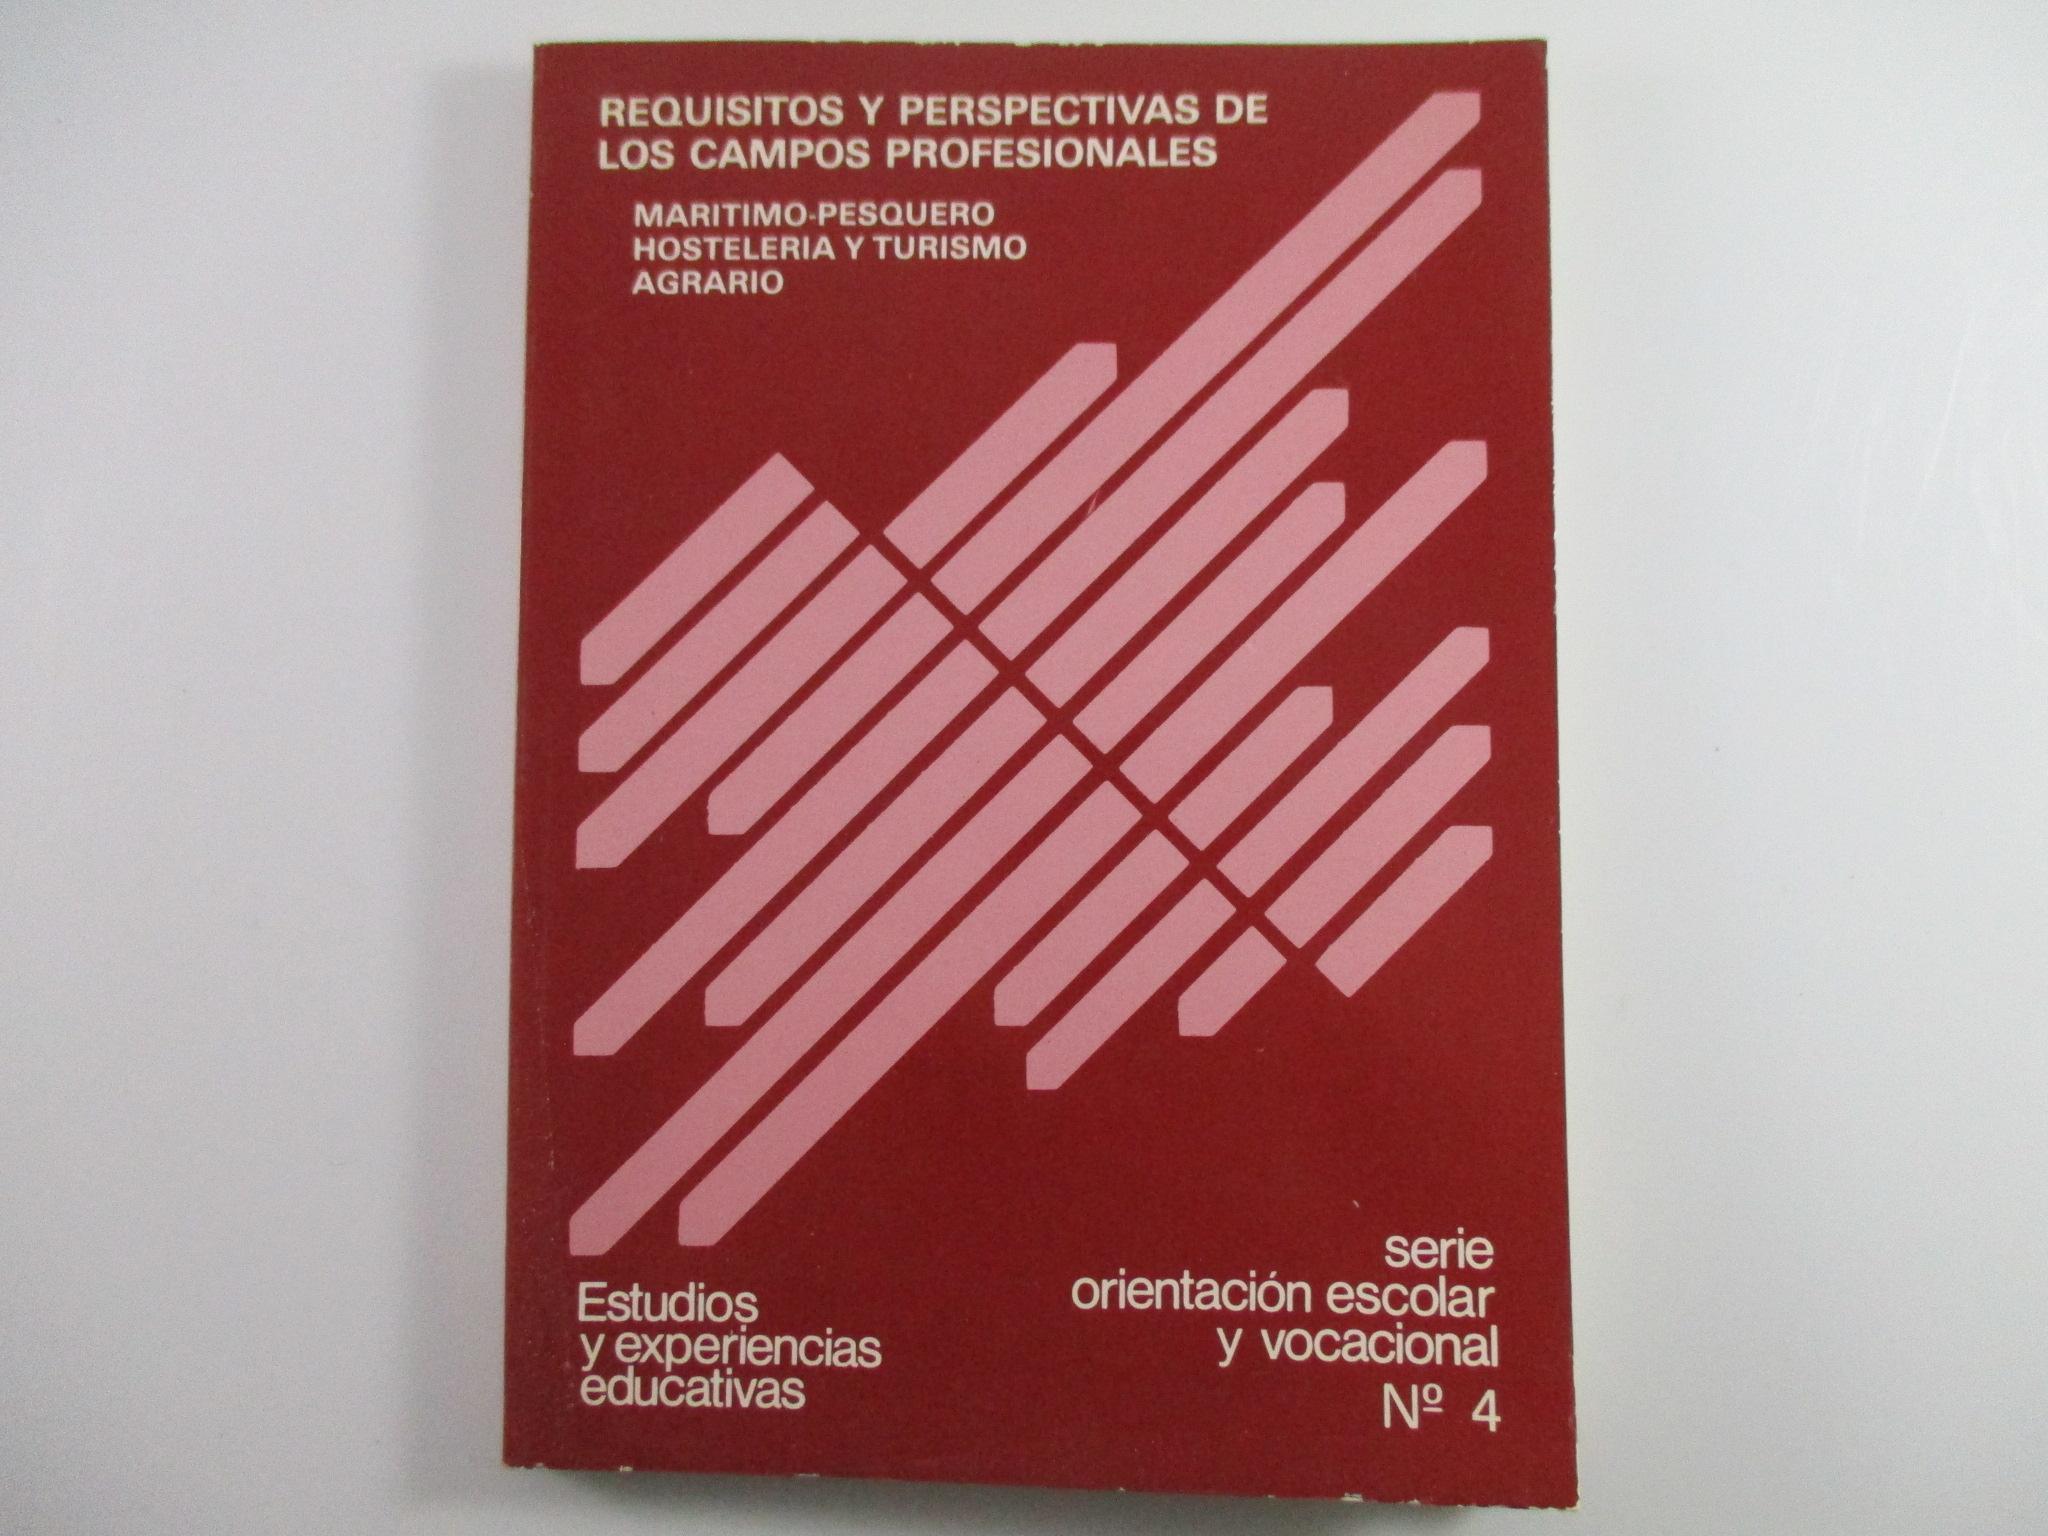 REQUISITOS Y PERSPECTIVAS DE
LOS CAMPOS PROFESIONALES
MARITIMO-PESQUERO
HOSTELERIA Y TURISMO
AGRARIO
Estudios
y experiencias
educativas
serie
orientación escolar
y vocacional
Nº 4